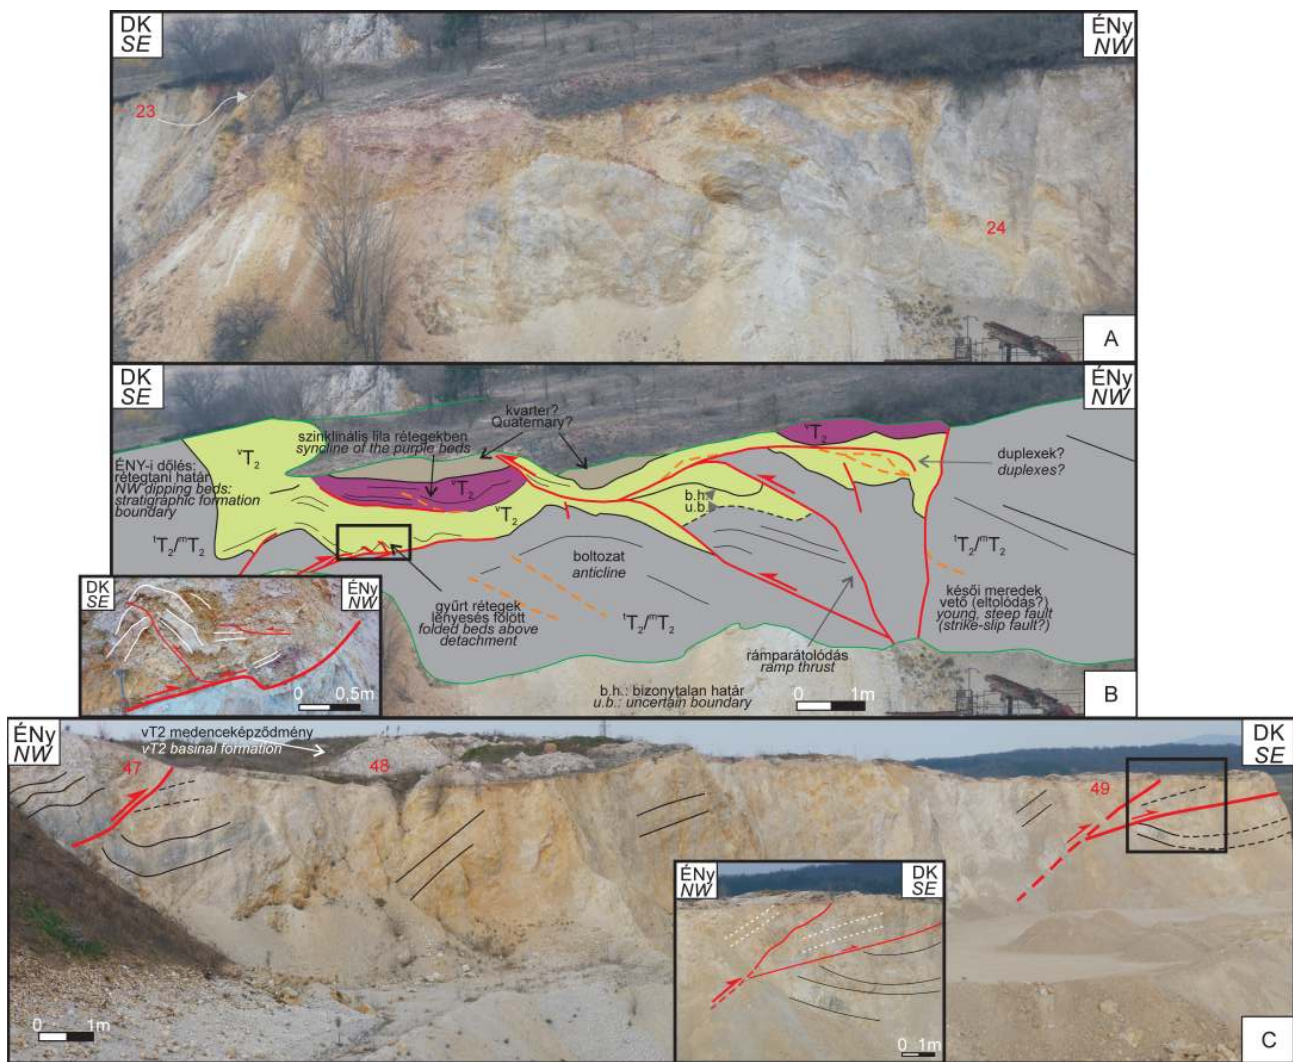 DK
SE
ÉNy
NW
23
24
A
DK
SE
ÉNy
NW
kvarter?
Quaternary?
szinklinális lila rétegekben
syncline of the purple beds
vT2
vT2
vT2
vT2
ÉNY-i dőlés:
rétegtani határ
NW dipping beds:
stratigraphic formation
boundary
duplexek?
duplexes?
b.h.
u.b.
tT2/mT2
tT2/mT2
tT2/mT2
boltozat
anticline
gyűrt rétegek
lenyesés fölött
folded beds above
detachment
rámpárátolódás
ramp thrust
késői meredek
vető (eltolódás?)
young, steep fault
(strike-slip fault?)
b.h.: bizonytalan határ
u.b.: uncertain boundary
0 1m
B
DK
SE
ÉNy
NW
0 0,5m
ÉNy
NW
vT2 medenceképződmény
vT2 basinal formation
DK
SE
47
48
49
ÉNy
NW
DK
SE
0 1m
0 1m
C